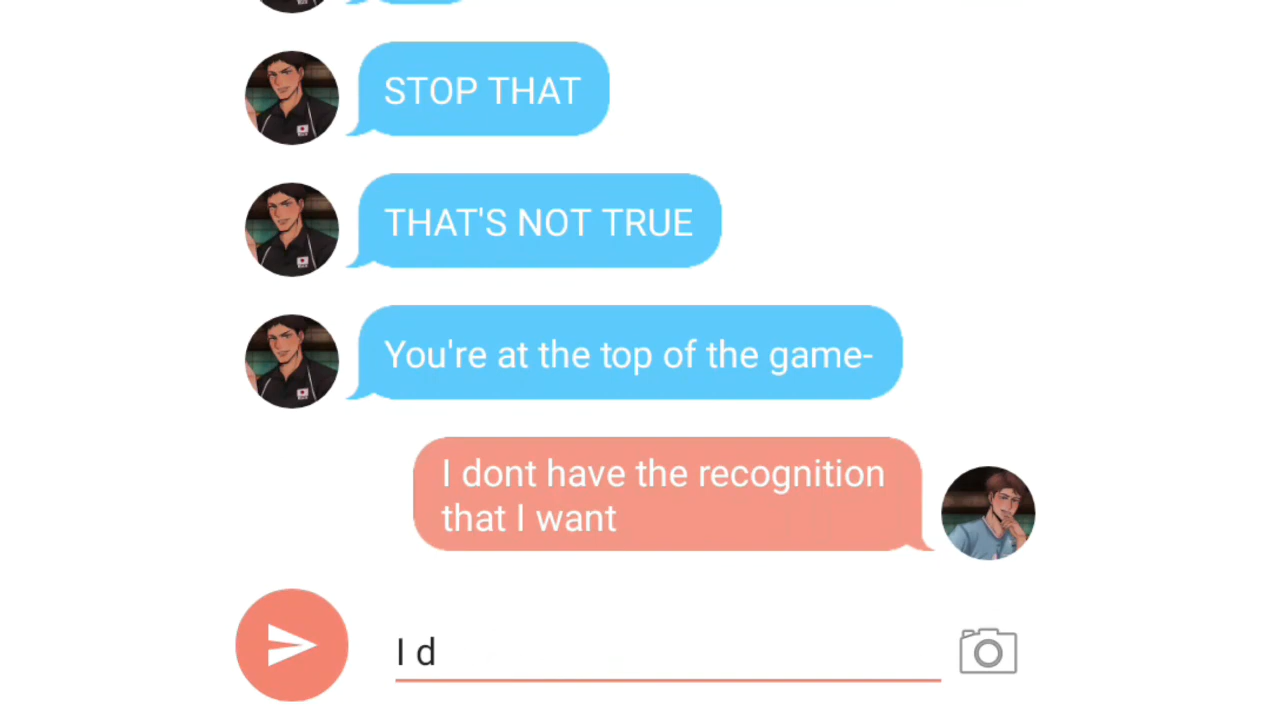 STOP THAT
THAT'S NOT TRUE
You're at the top of the game-
I dont have the recognition
that I want
I d